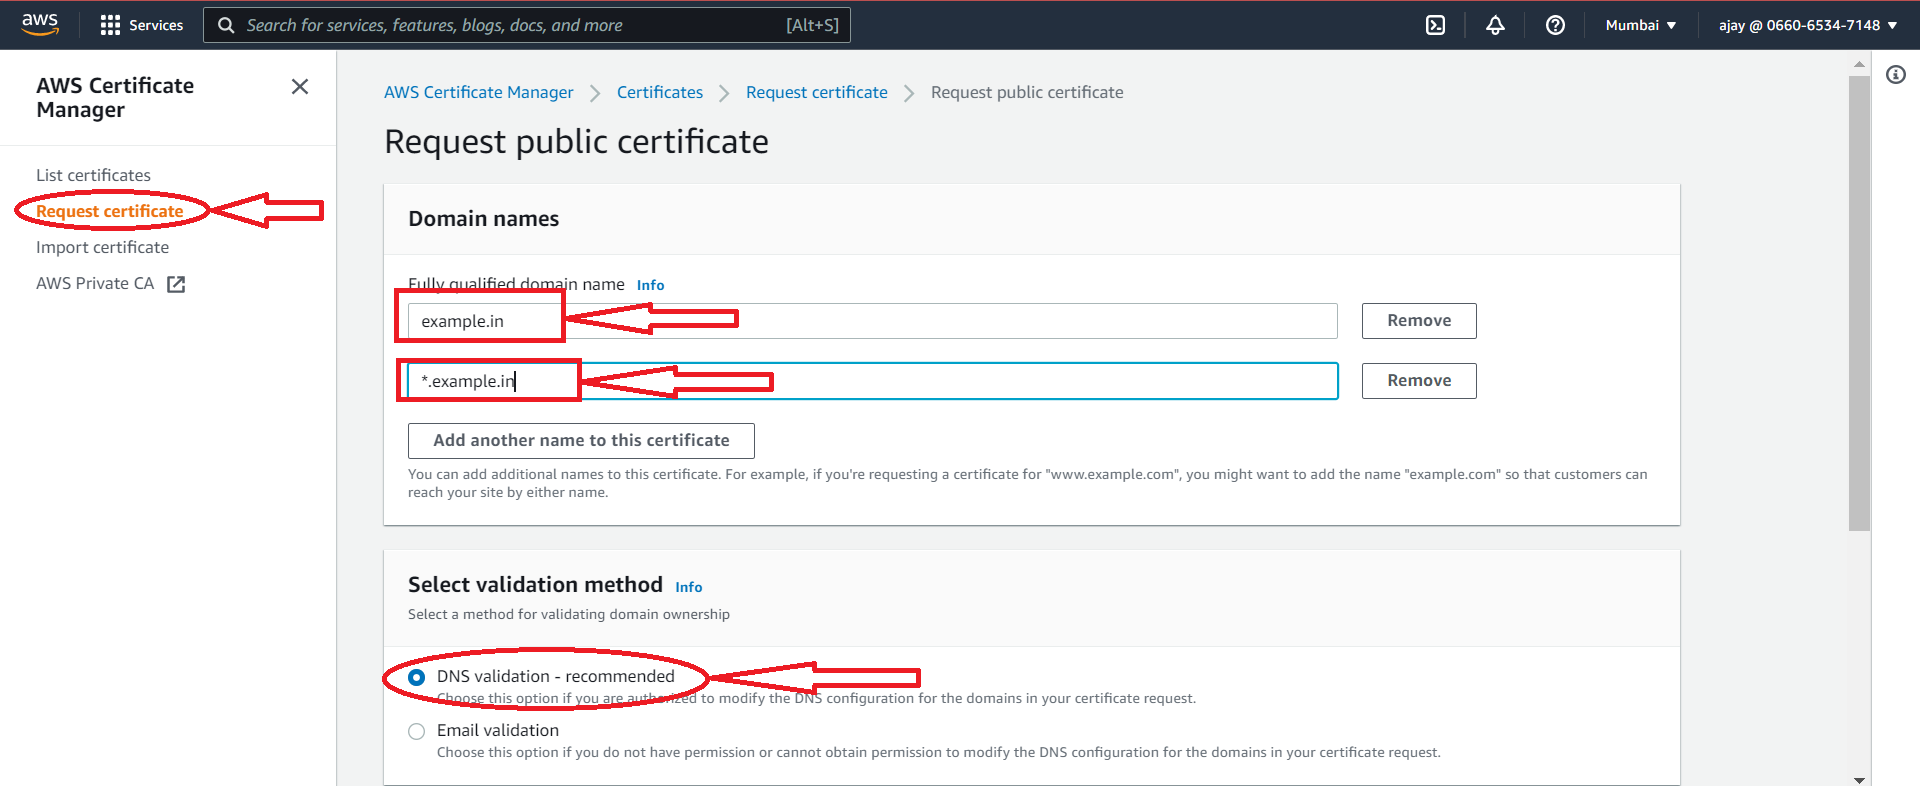 aws Services Search for services, features, blogs, docs, and more [Alt+S] Mumbai ajay @ 0660-6534-7148
AWS Certificate
Manager
List certificates
Request certificate
Import certificate
AWS Private CA
AWS Certificate Manager Certificates Request certificate Request public certificate
Request public certificate
Domain names
Fully qualified domain name Info
example.in Remove
*.example.in Remove
Add another name to this certificate
You can add additional names to this certificate. For example, if you're requesting a certificate for "www.example.com", you might want to add the name "example.com" so that customers can
reach your site by either name.
Select validation method Info
Select a method for validating domain ownership
DNS validation - recommended
Choose this option if you are authorized to modify the DNS configuration for the domains in your certificate request.
Email validation
Choose this option if you do not have permission or cannot obtain permission to modify the DNS configuration for the domains in your certificate request.